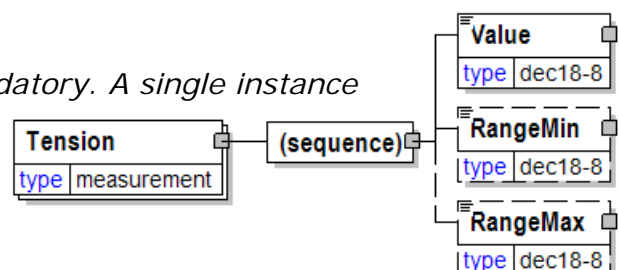 Value
type dec18-8
datory. A single instance
RangeMin
type dec18-8
Tension
type measurement
(sequence)
RangeMax
type dec18-8